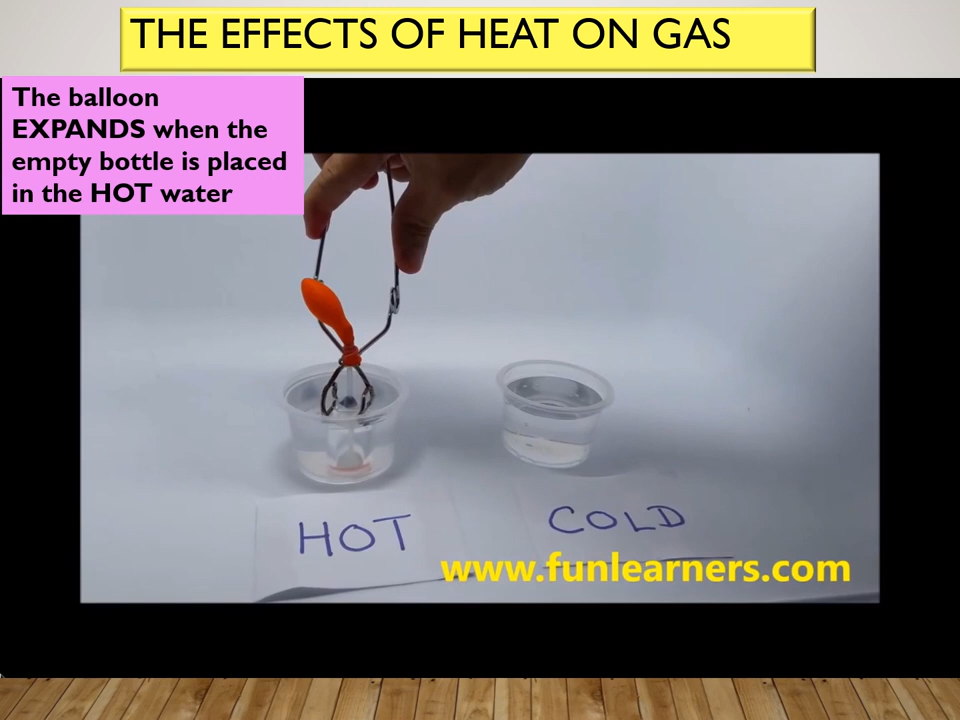 THE EFFECTS OF HEAT ON GAS
The balloon
EXPANDS when the
empty bottle is placed
in the HOT water
HOT
COLD
www.funlearners.com